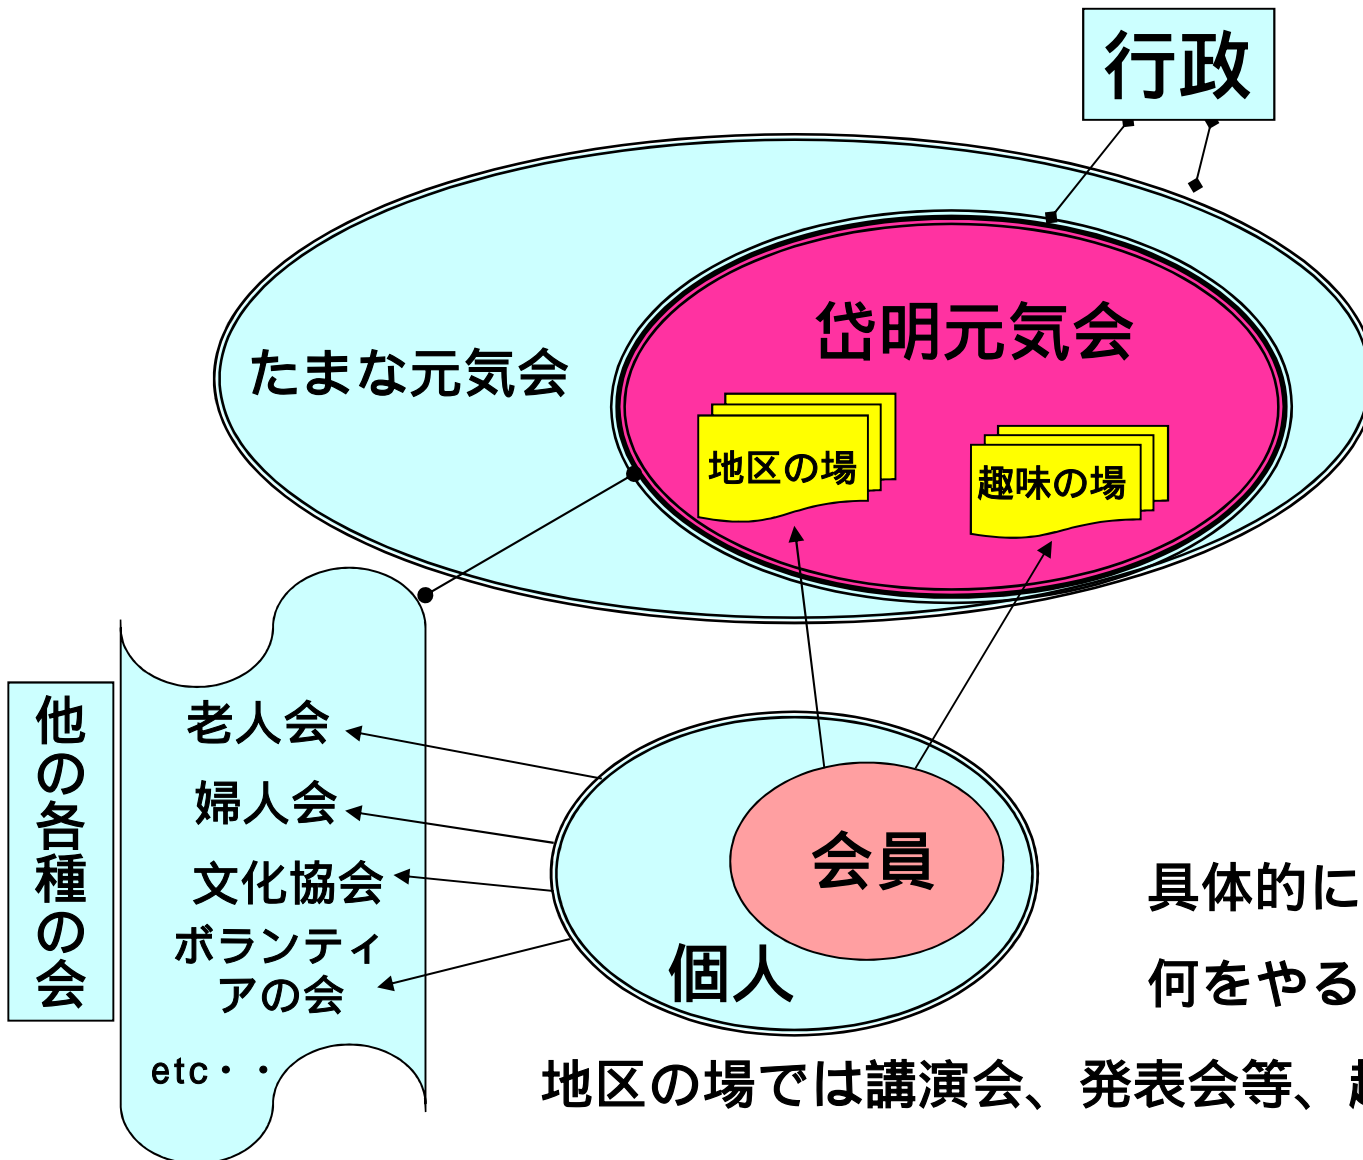 行政
岱明元気会
たまな元気会
地区の場
趣味の場
他の各種の会
老人会
婦人会
文化協会
ボランティ
アの会
etc・・
会員
個人
具体的に
何をやる
地区の場では講演会、発表会等、